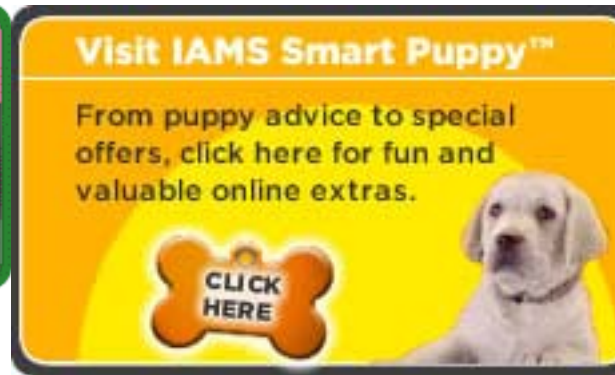 Visit IAMS Smart Puppy™
From puppy advice to special
offers, click here for fun and
valuable online extras.
CLICK
HERE